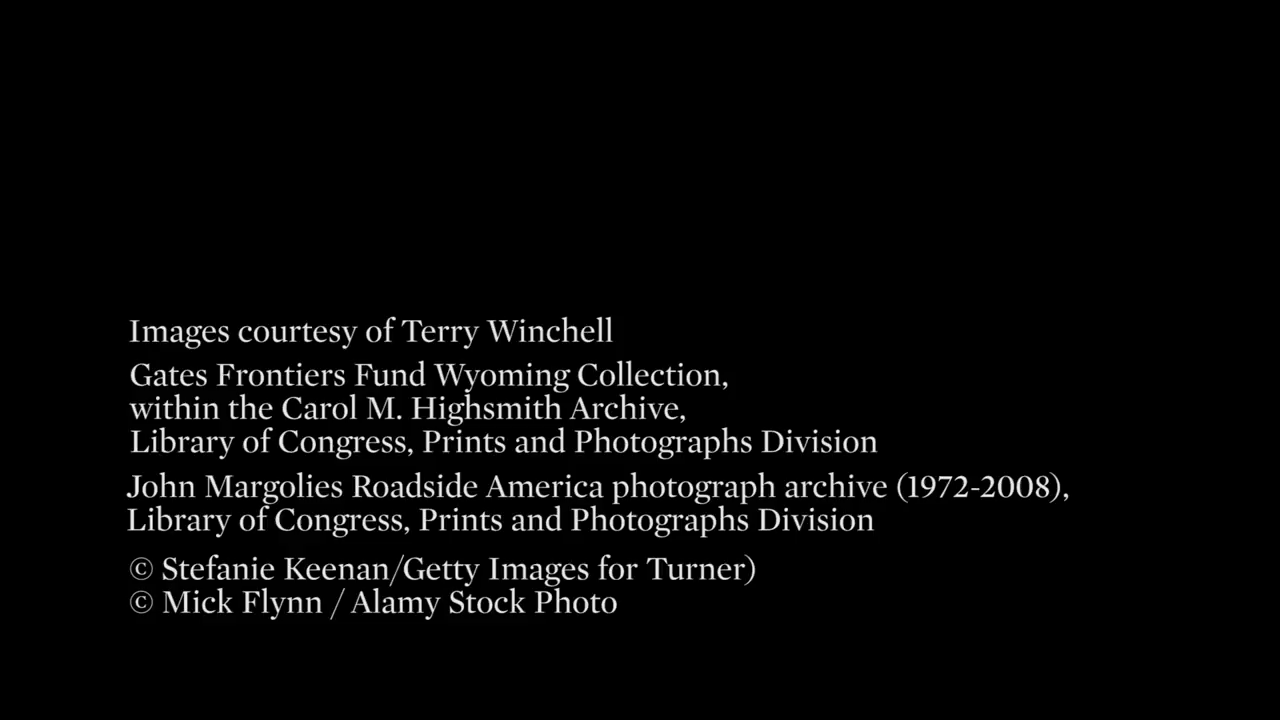 Images courtesy of Terry Winchell
Gates Frontiers Fund Wyoming Collection,
within the Carol M. Highsmith Archive,
Library of Congress, Prints and Photographs Division
John Margolies Roadside America photograph archive (1972-2008),
Library of Congress, Prints and Photographs Division
© Stefanie Keenan/Getty Images for Turner)
© Mick Flynn / Alamy Stock Photo